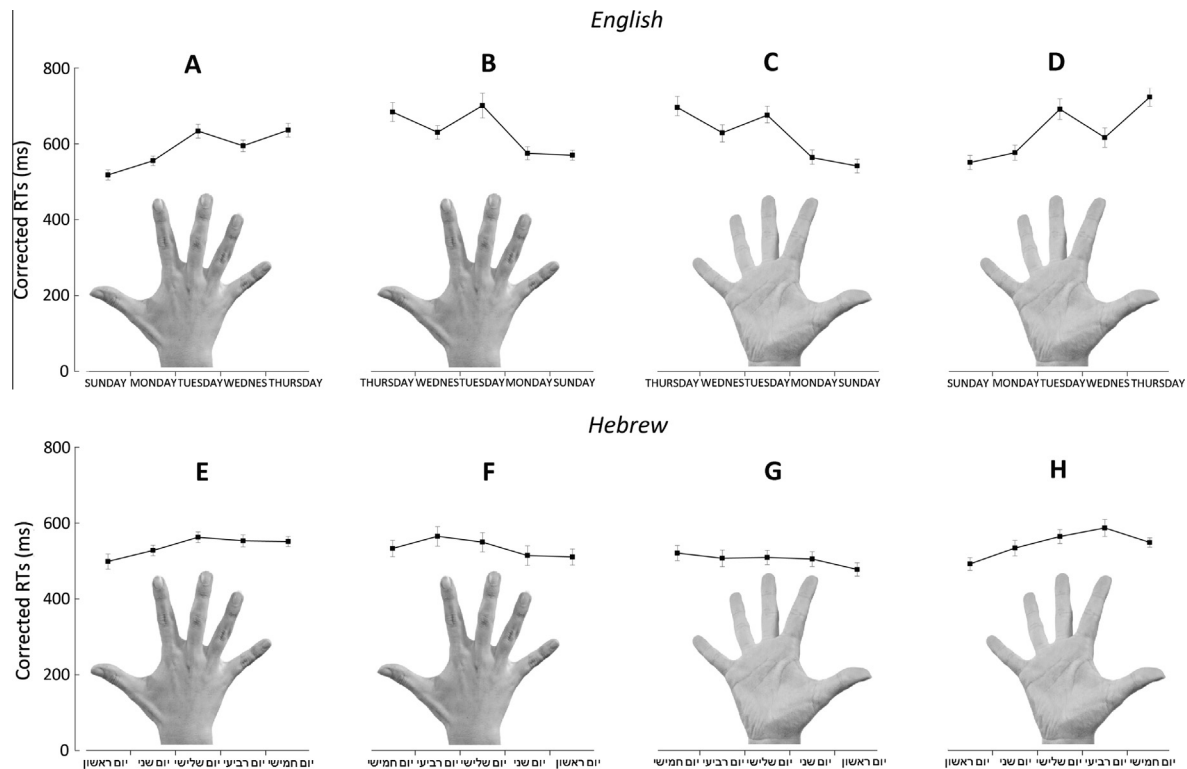 English
A
B
C
D
800
600
400
200
0
Corrected RTs (ms)
SUNDAY MONDAY TUESDAY WEDNES THURSDAY
THURSDAY WEDNES TUESDAY MONDAY SUNDAY
THURSDAY WEDNES TUESDAY MONDAY SUNDAY
SUNDAY MONDAY TUESDAY WEDNES THURSDAY
Hebrew
E
F
G
H
800
600
400
200
0
Corrected RTs (ms)
יום ראשון יום שני יום שלישי יום רביעי יום חמישי
יום חמישי יום רביעי יום שלישי יום שני יום ראשון
יום חמישי יום רביעי יום שלישי יום שני יום ראשון
יום ראשון יום שני יום שלישי יום רביעי יום חמישי